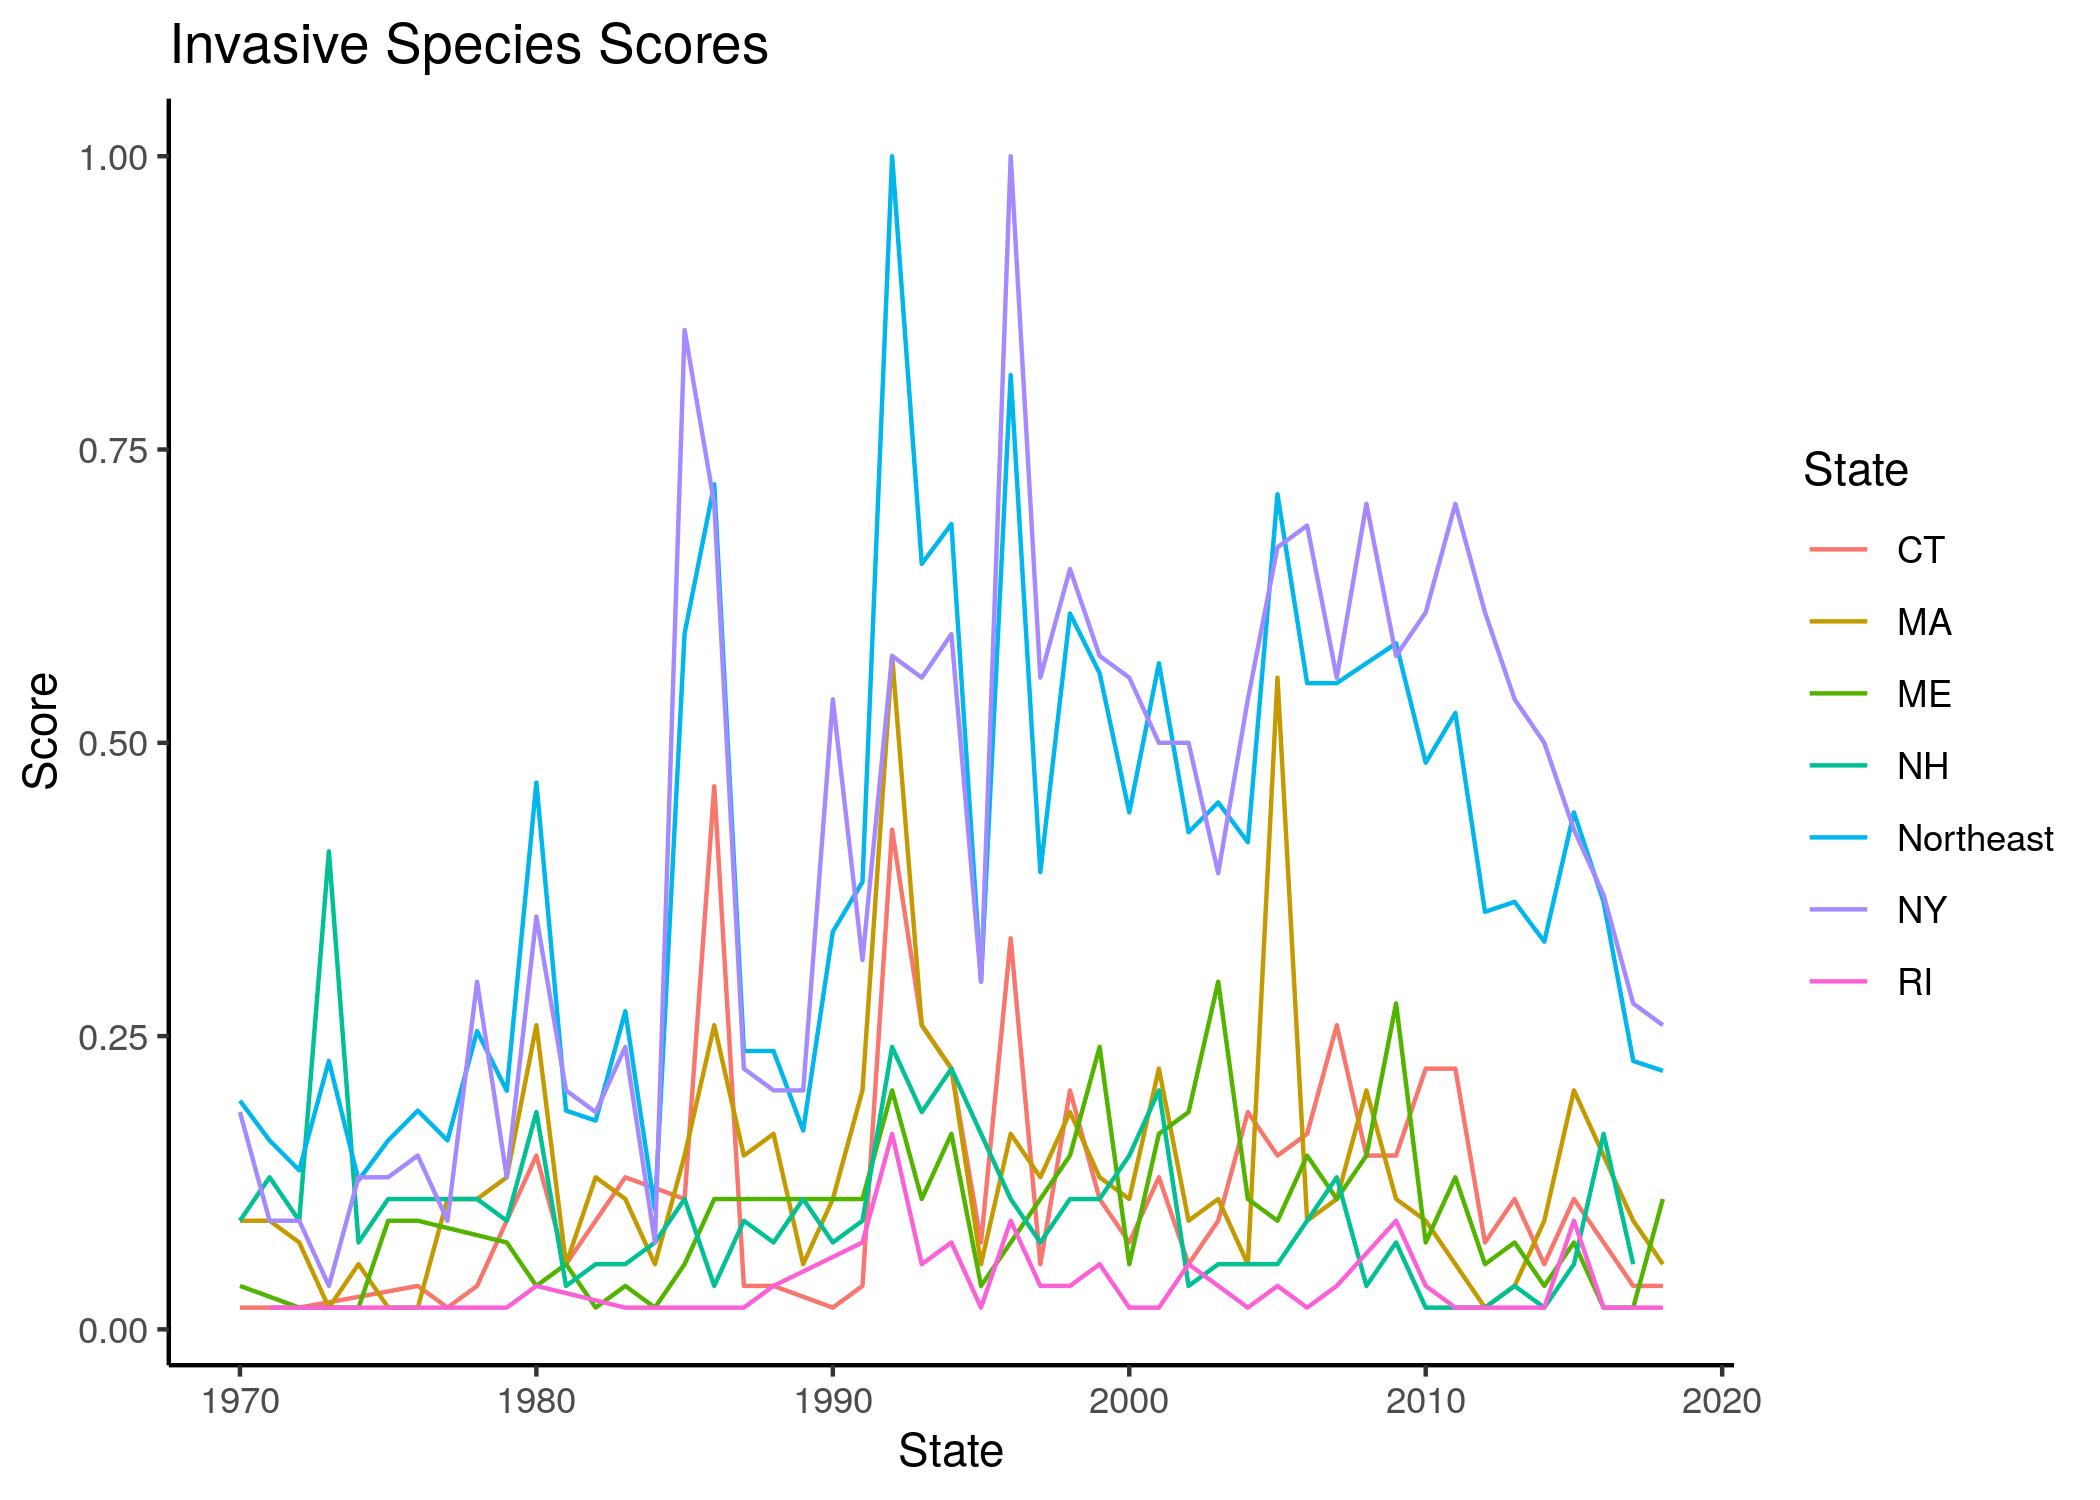 Invasive Species Scores
1.00
0.75
0.50
0.25
0.00
Score
1970 1980 1990 2000 2010 2020
State
State
CT
MA
ME
NH
Northeast
NY
RI